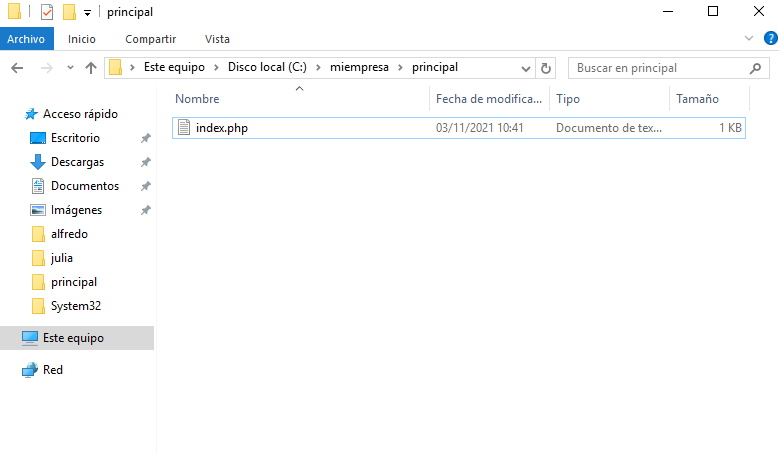 principal
Archivo Inicio Compartir Vista
Este equipo Disco local (C:) miempresa principal Buscar en principal
Nombre Fecha de modifica... Tipo Tamaño
index.php 03/11/2021 10:41 Documento de tex... 1 KB
Acceso rápido
Escritorio
Descargas
Documentos
Imágenes
alfredo
julia
principal
System32
Este equipo
Red